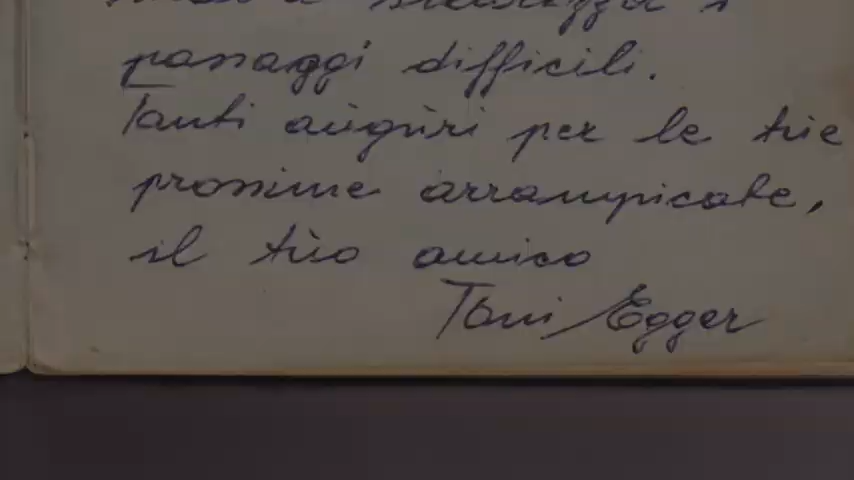 passaggi difficili.
Tanti auguri per le tue
prossime arrampicate,
il tuo amico
Toni Egger